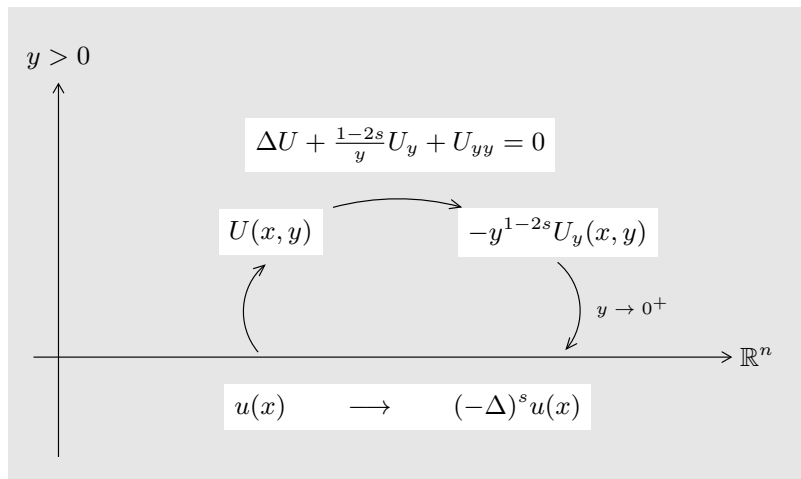 y > 0
ΔU + \frac{1−2s}{y} U_y + U_{yy} = 0
U(x, y) −y^{1−2s}U_y(x, y)
y → 0^+
ℝ^n
u(x) ⟶ (−Δ)^s u(x)